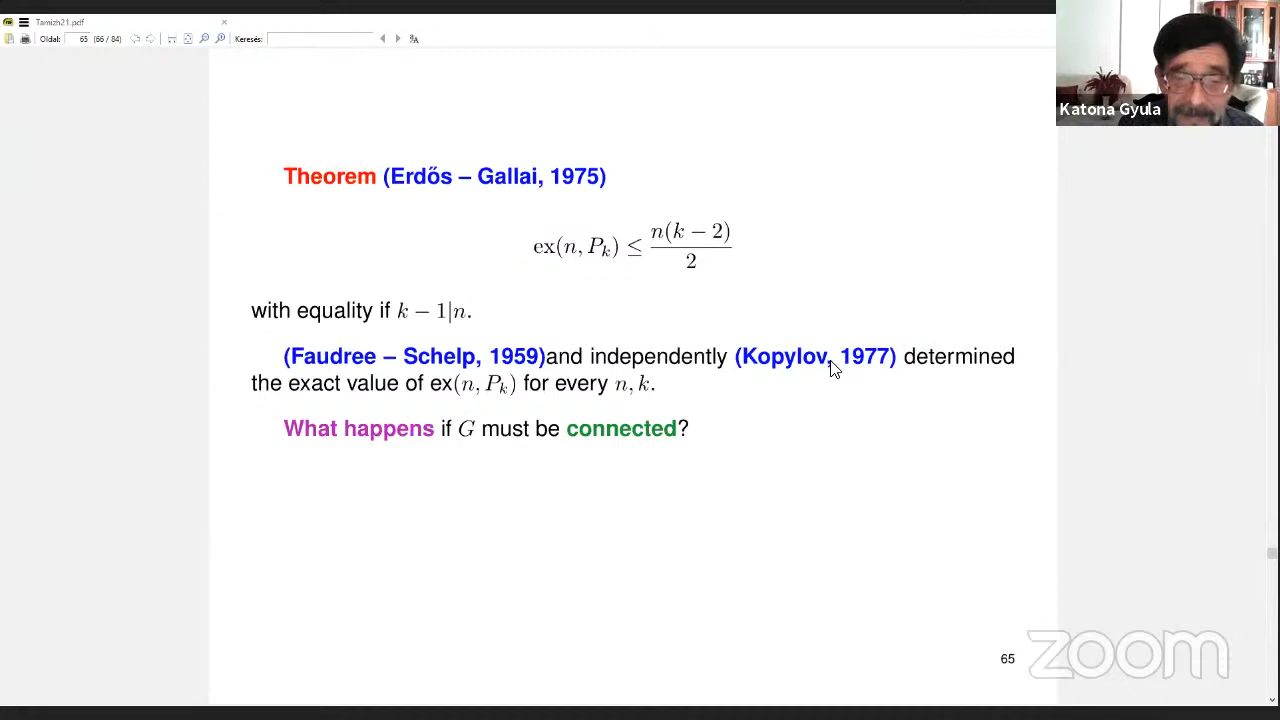 Tamizh21.pdf
Oldal: 65 (66 / 84) Keresés:
Katona Gyula
Theorem (Erdős – Gallai, 1975)
ex(n, P_k) ≤ n(k − 2) / 2
with equality if k − 1|n.
(Faudree – Schelp, 1959)and independently (Kopylov, 1977) determined
the exact value of ex(n, P_k) for every n, k.
What happens if G must be connected?
65
zoom